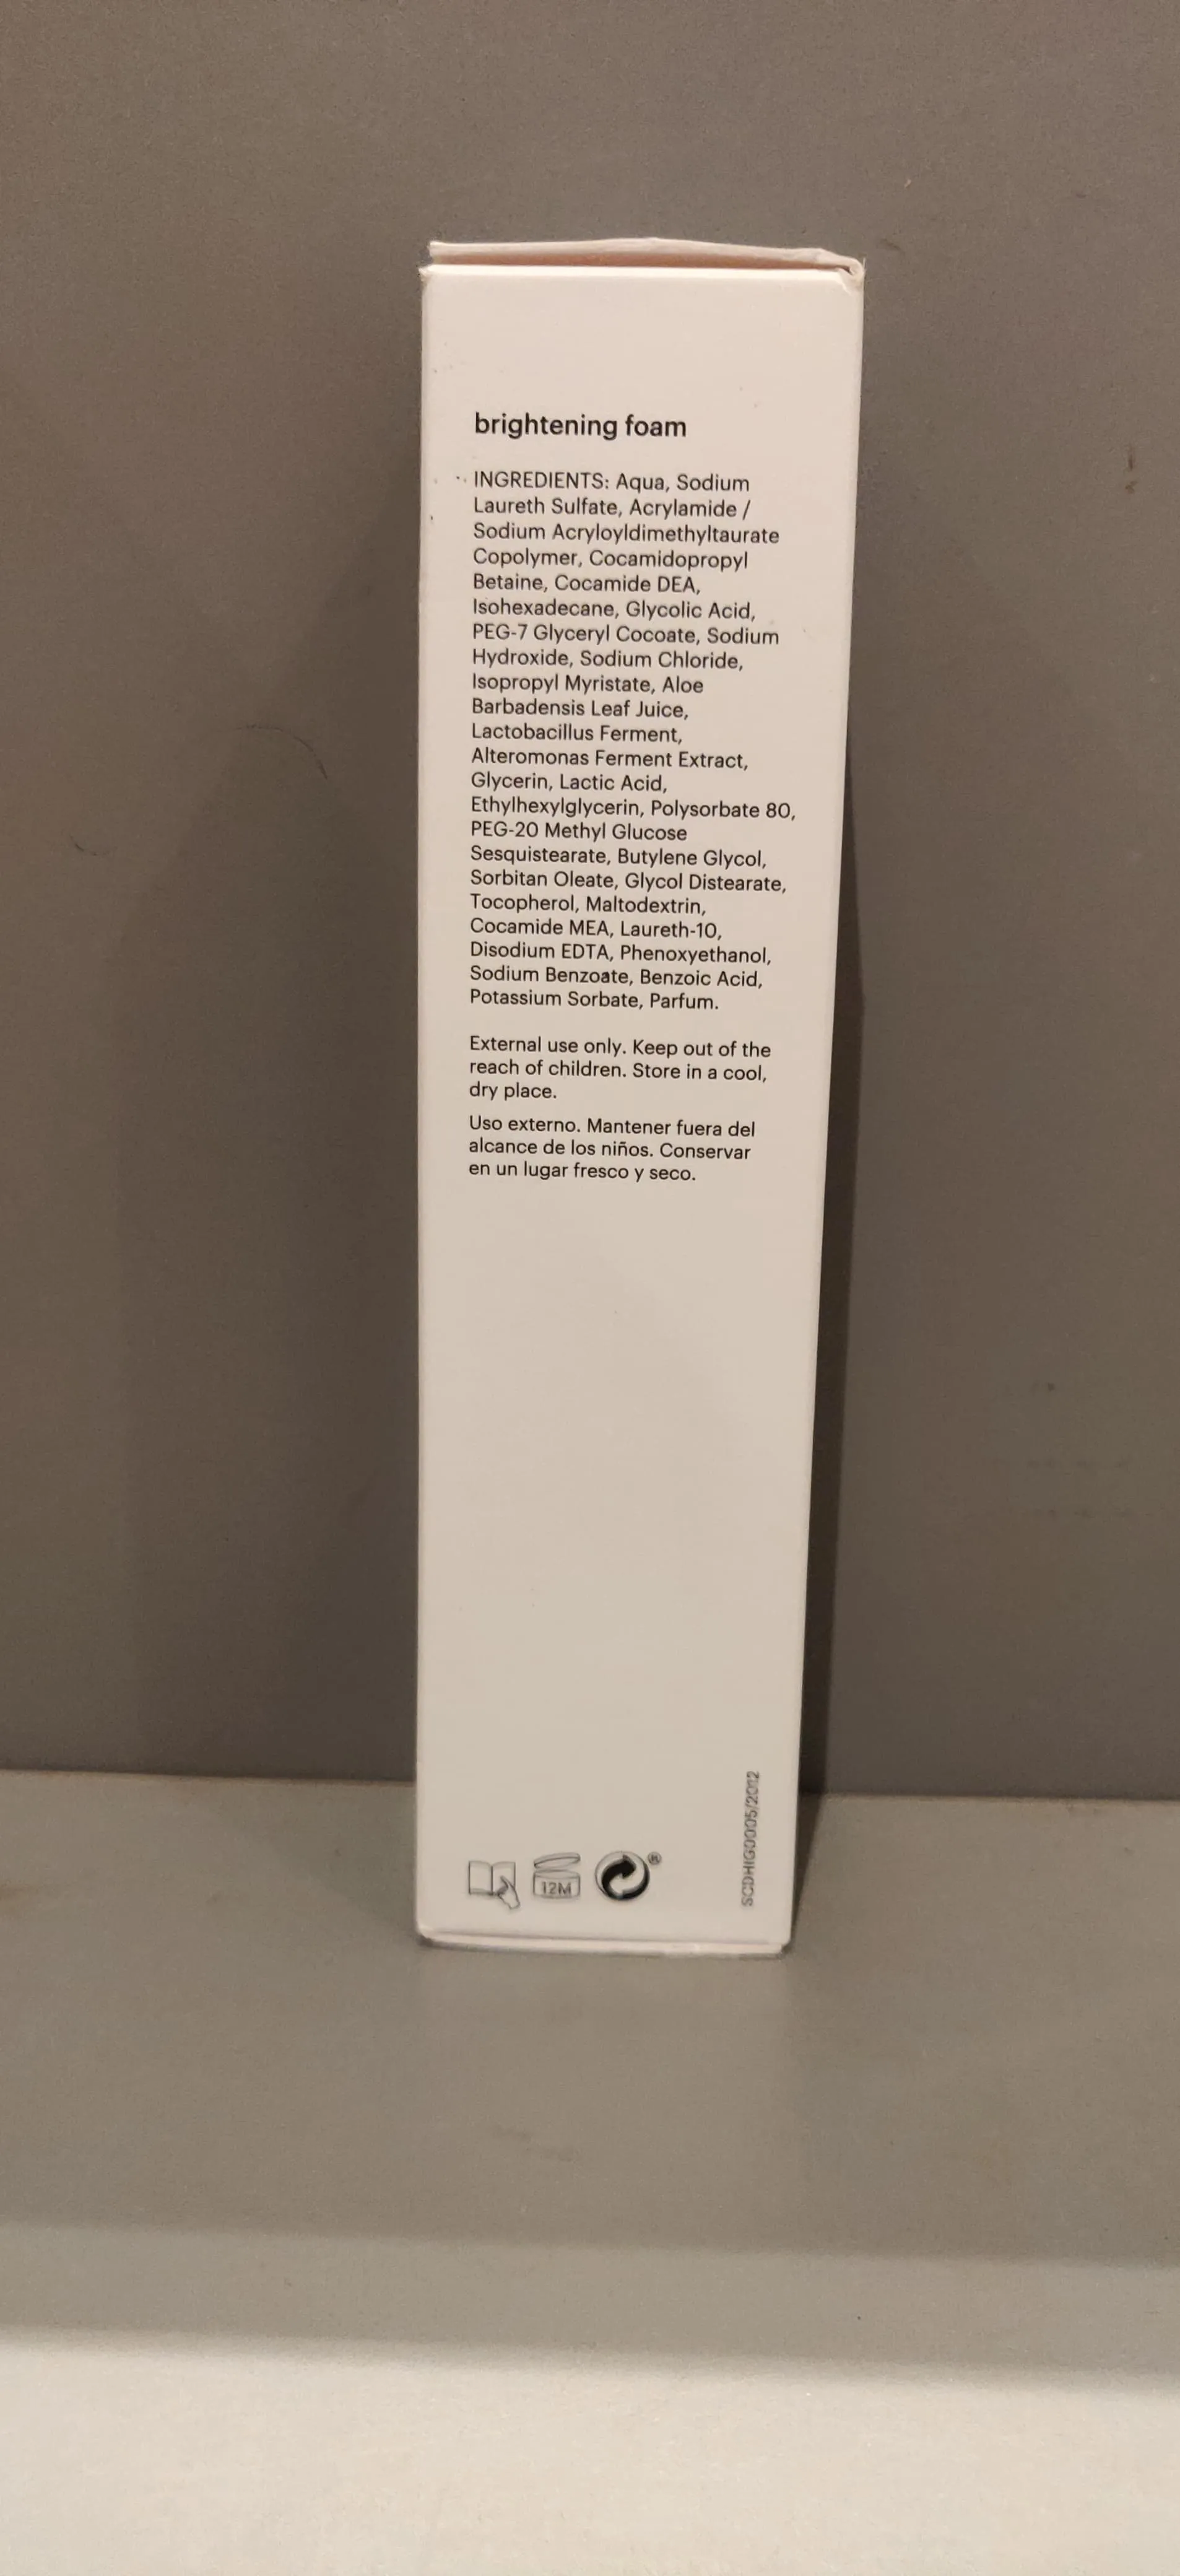 brightening foam
INGREDIENTS: Aqua, Sodium
Laureth Sulfate, Acrylamide /
Sodium Acryloyldimethyltaurate
Copolymer, Cocamidopropyl
Betaine, Cocamide DEA,
Isohexadecane, Glycolic Acid,
PEG-7 Glyceryl Cocoate, Sodium
Hydroxide, Sodium Chloride,
Isopropyl Myristate, Aloe
Barbadensis Leaf Juice,
Lactobacillus Ferment,
Alteromonas Ferment Extract,
Glycerin, Lactic Acid,
Ethylhexylglycerin, Polysorbate 80,
PEG-20 Methyl Glucose
Sesquistearate, Butylene Glycol,
Sorbitan Oleate, Glycol Distearate,
Tocopherol, Maltodextrin,
Cocamide MEA, Laureth-10,
Disodium EDTA, Phenoxyethanol,
Sodium Benzoate, Benzoic Acid,
Potassium Sorbate, Parfum.
External use only. Keep out of the
reach of children. Store in a cool,
dry place.
Uso externo. Mantener fuera del
alcance de los niños. Conservar
en un lugar fresco y seco.
12M
®